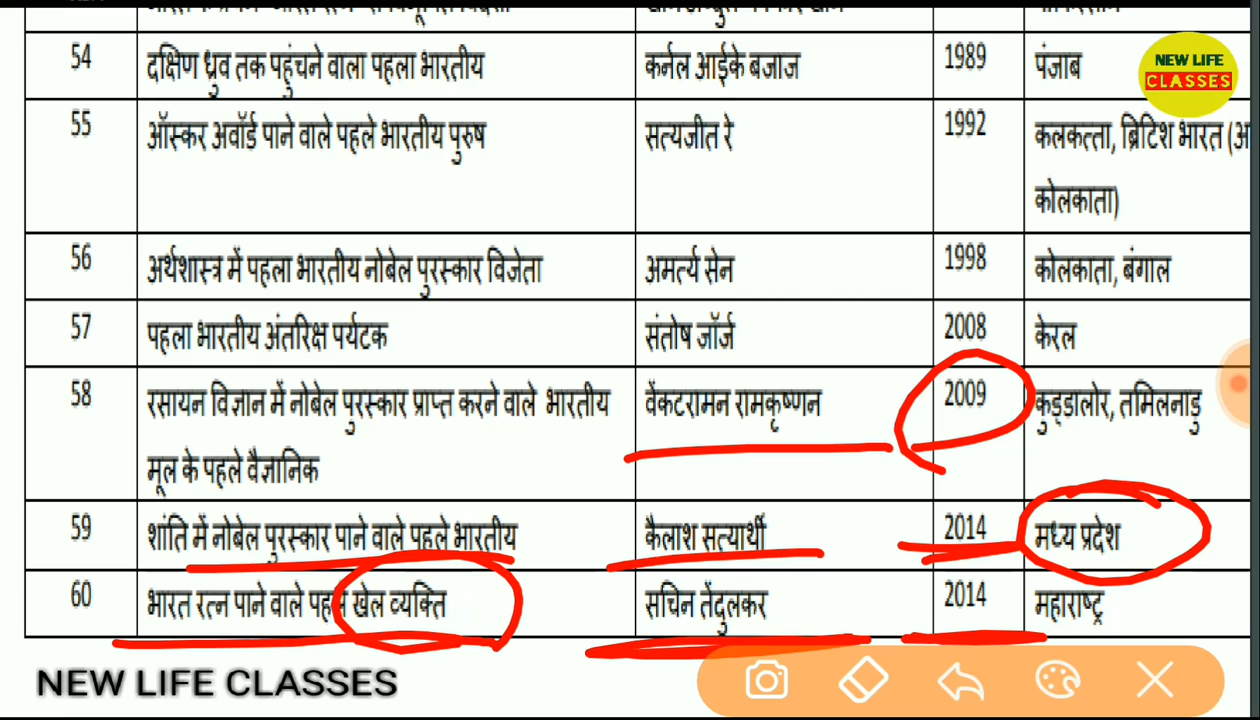 54 दक्षिण ध्रुव तक पहुंचने वाला पहला भारतीय कर्नल आईके बजाज 1989 पंजाब
NEW LIFE
CLASSES
55 ऑस्कर अवॉर्ड पाने वाले पहले भारतीय पुरुष सत्यजीत रे 1992 कलकत्ता, ब्रिटिश भारत
कोलकाता)
56 अर्थशास्त्र में पहला भारतीय नोबेल पुरस्कार विजेता अमर्त्य सेन 1998 कोलकाता, बंगाल
57 पहला भारतीय अंतरिक्ष पर्यटक संतोष जॉर्ज 2008 केरल
58 रसायन विज्ञान में नोबेल पुरस्कार प्राप्त करने वाले भारतीय वेंकटरामन रामकृष्णन 2009 कुड्डालोर, तमिलनाडु
मूल के पहले वैज्ञानिक
59 शांति में नोबेल पुरस्कार पाने वाले पहले भारतीय कैलाश सत्यार्थी 2014 मध्य प्रदेश
60 भारत रत्न पाने वाले पहले खेल व्यक्ति सचिन तेंदुलकर 2014 महाराष्ट्र
NEW LIFE CLASSES